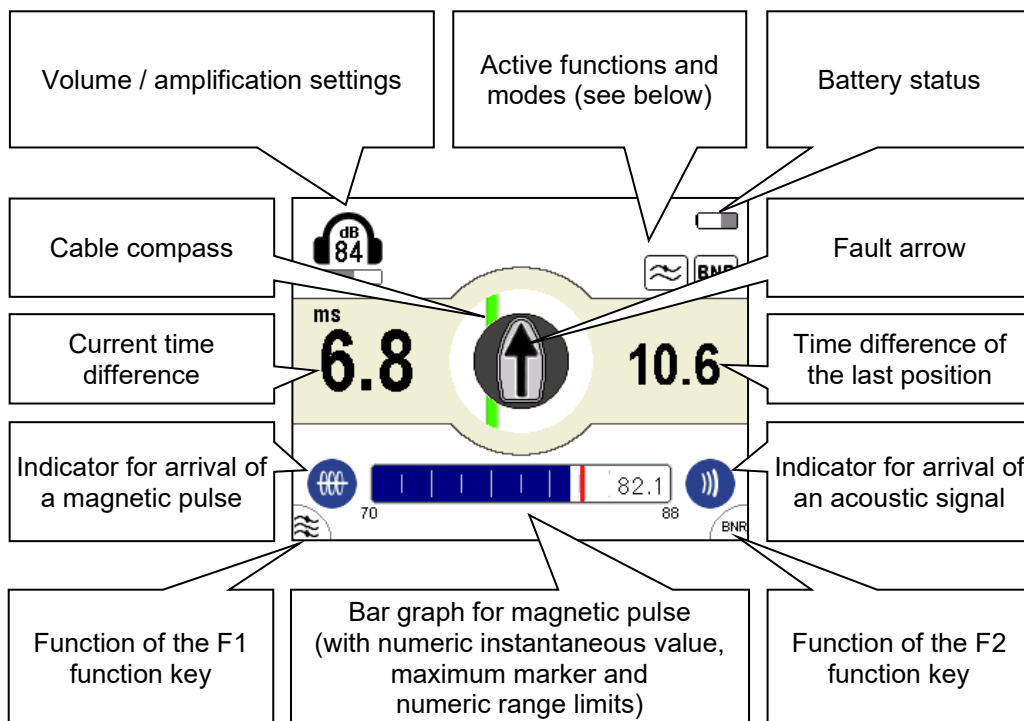 Volume / amplification settings
Active functions and
modes (see below)
Battery status
Cable compass
dB
84
BNR
Fault arrow
Current time
difference
ms
6.8
10.6
Time difference of
the last position
Indicator for arrival of
a magnetic pulse
82.1
70
88
Indicator for arrival of
an acoustic signal
BNR
Function of the F1
function key
Bar graph for magnetic pulse
(with numeric instantaneous value,
maximum marker and
numeric range limits)
Function of the F2
function key